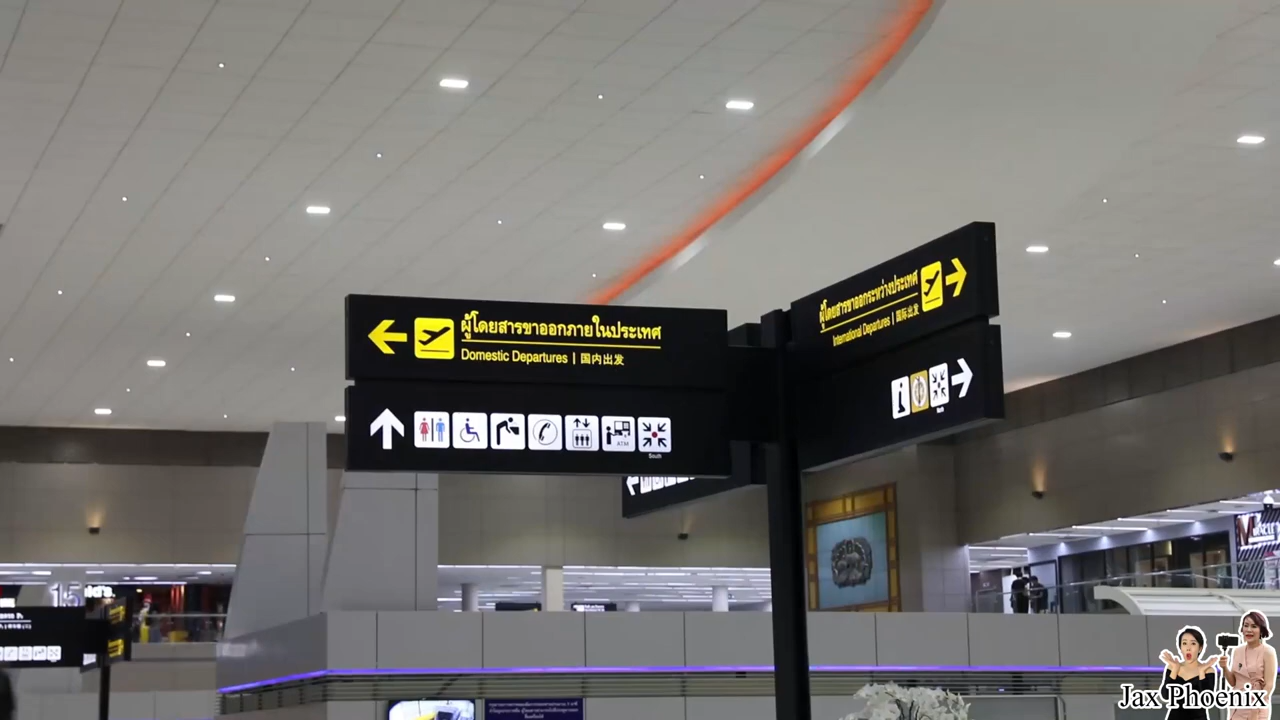 ผู้โดยสารขาออกภายในประเทศ
Domestic Departures | 国内出发
ATM
South
ผู้โดยสารขาออกระหว่างประเทศ
International Departures | 国际出发
15
Jax Phoenix